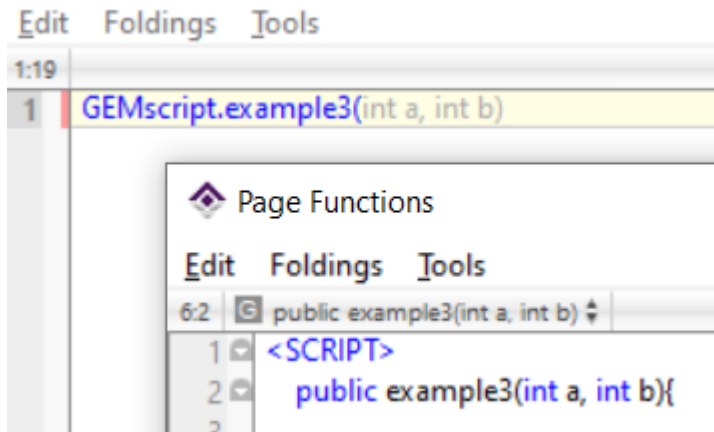 Edit Foldings Tools
1:19
1 GEMscript.example3(int a, int b)
Page Functions
Edit Foldings Tools
6:2 G public example3(int a, int b)
1 <SCRIPT>
2 public example3(int a, int b){